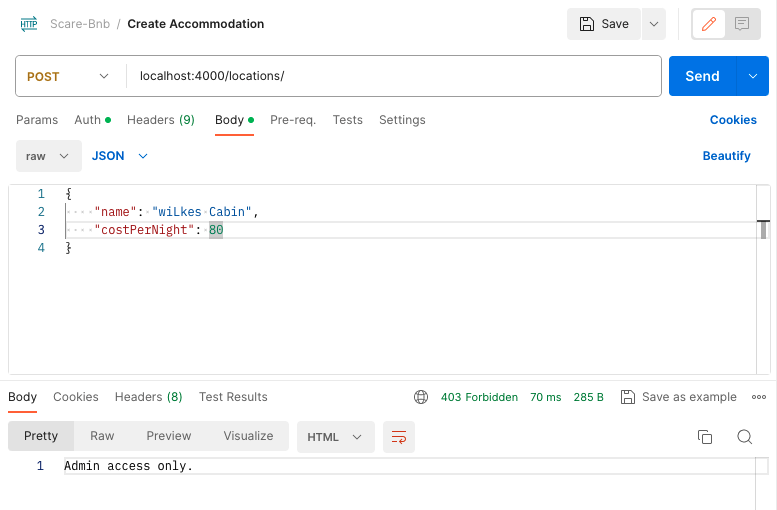 HTTP Scare-Bnb / Create Accommodation Save
POST localhost:4000/locations/ Send
Params Auth Headers (9) Body Pre-req. Tests Settings Cookies
raw JSON Beautify
1 {
2 "name": "wiLkes Cabin",
3 "costPerNight": 80
4 }
Body Cookies Headers (8) Test Results 403 Forbidden 70 ms 285 B Save as example
Pretty Raw Preview Visualize HTML
1 Admin access only.